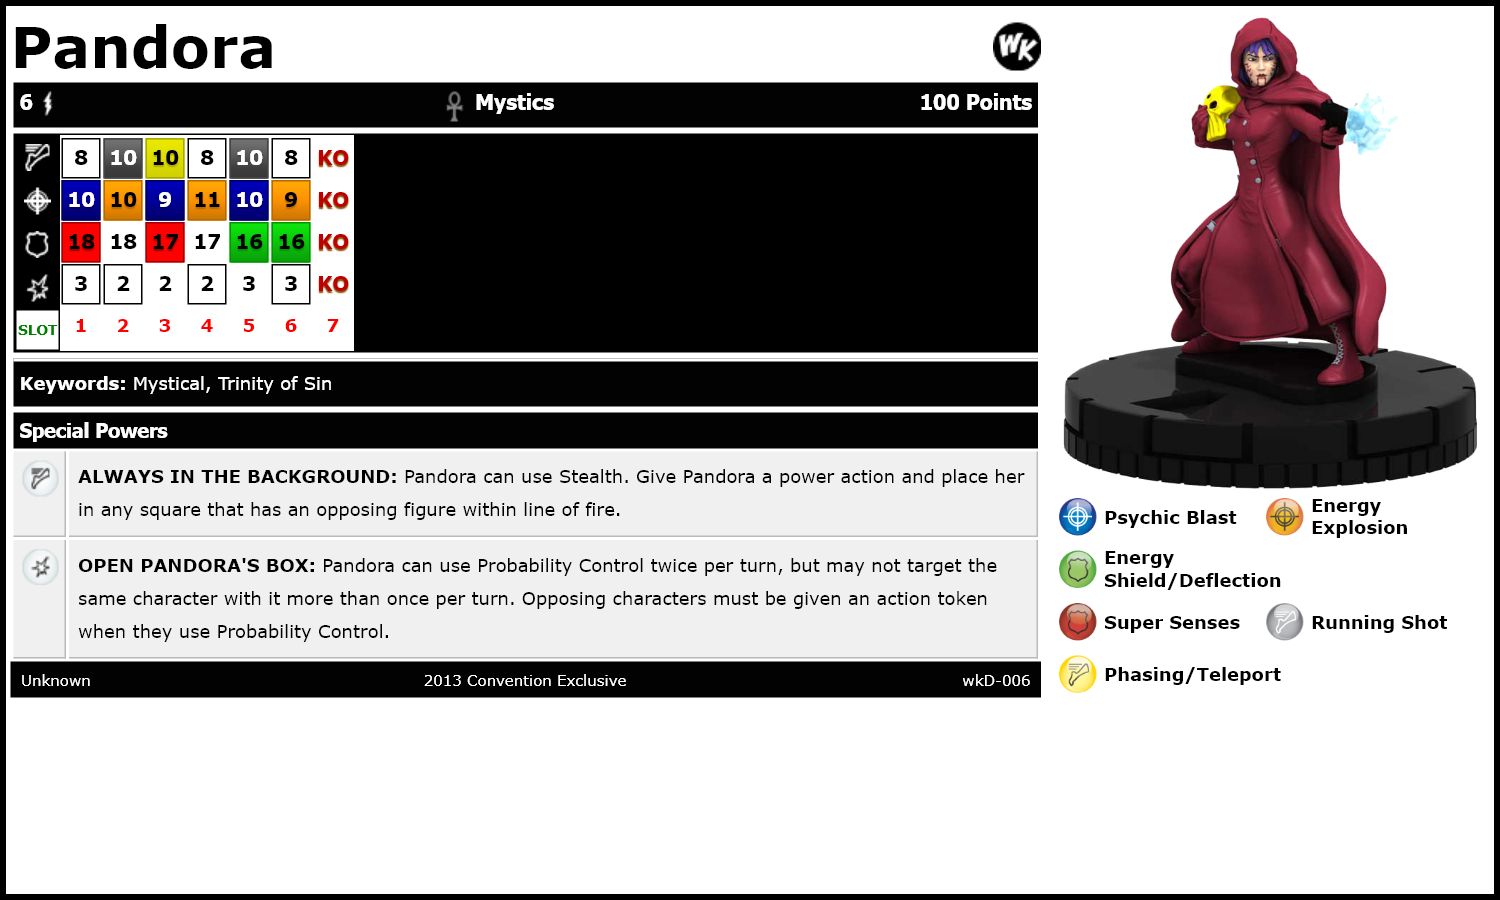 Pandora
WK
6 Mystics 100 Points
8 10 10 8 10 8 KO
10 10 9 11 10 9 KO
18 18 17 17 16 16 KO
3 2 2 2 3 3 KO
SLOT 1 2 3 4 5 6 7
Keywords: Mystical, Trinity of Sin
Special Powers
ALWAYS IN THE BACKGROUND: Pandora can use Stealth. Give Pandora a power action and place her
in any square that has an opposing figure within line of fire.
OPEN PANDORA'S BOX: Pandora can use Probability Control twice per turn, but may not target the
same character with it more than once per turn. Opposing characters must be given an action token
when they use Probability Control.
Unknown 2013 Convention Exclusive wkD-006
Psychic Blast
Energy
Explosion
Energy
Shield/Deflection
Super Senses
Running Shot
Phasing/Teleport